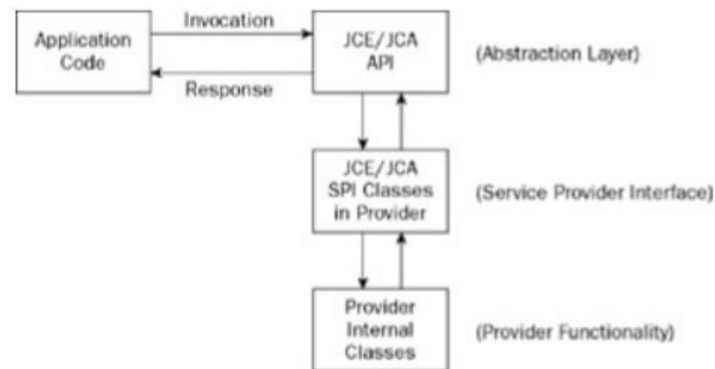 Application
Code
Invocation
Response
JCE/JCA
API
(Abstraction Layer)
JCE/JCA
SPI Classes
in Provider
(Service Provider Interface)
Provider
Internal
Classes
(Provider Functionality)